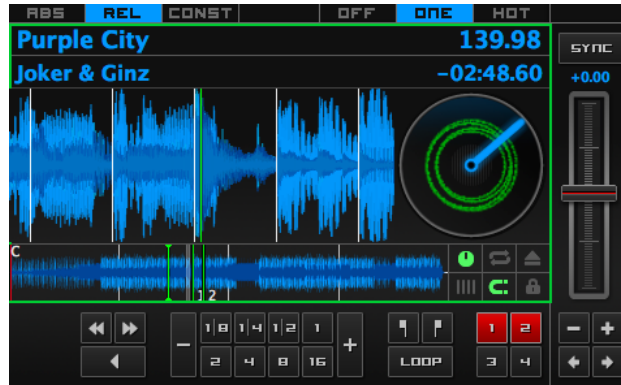 ABS REL CONST OFF ONE HOT
Purple City 139.98
Joker & Ginz -02:48.60
SYNC
+0.00
C
1 2
1|8 1|4 1|2 1
2 4 8 16
LOOP
1 2
3 4